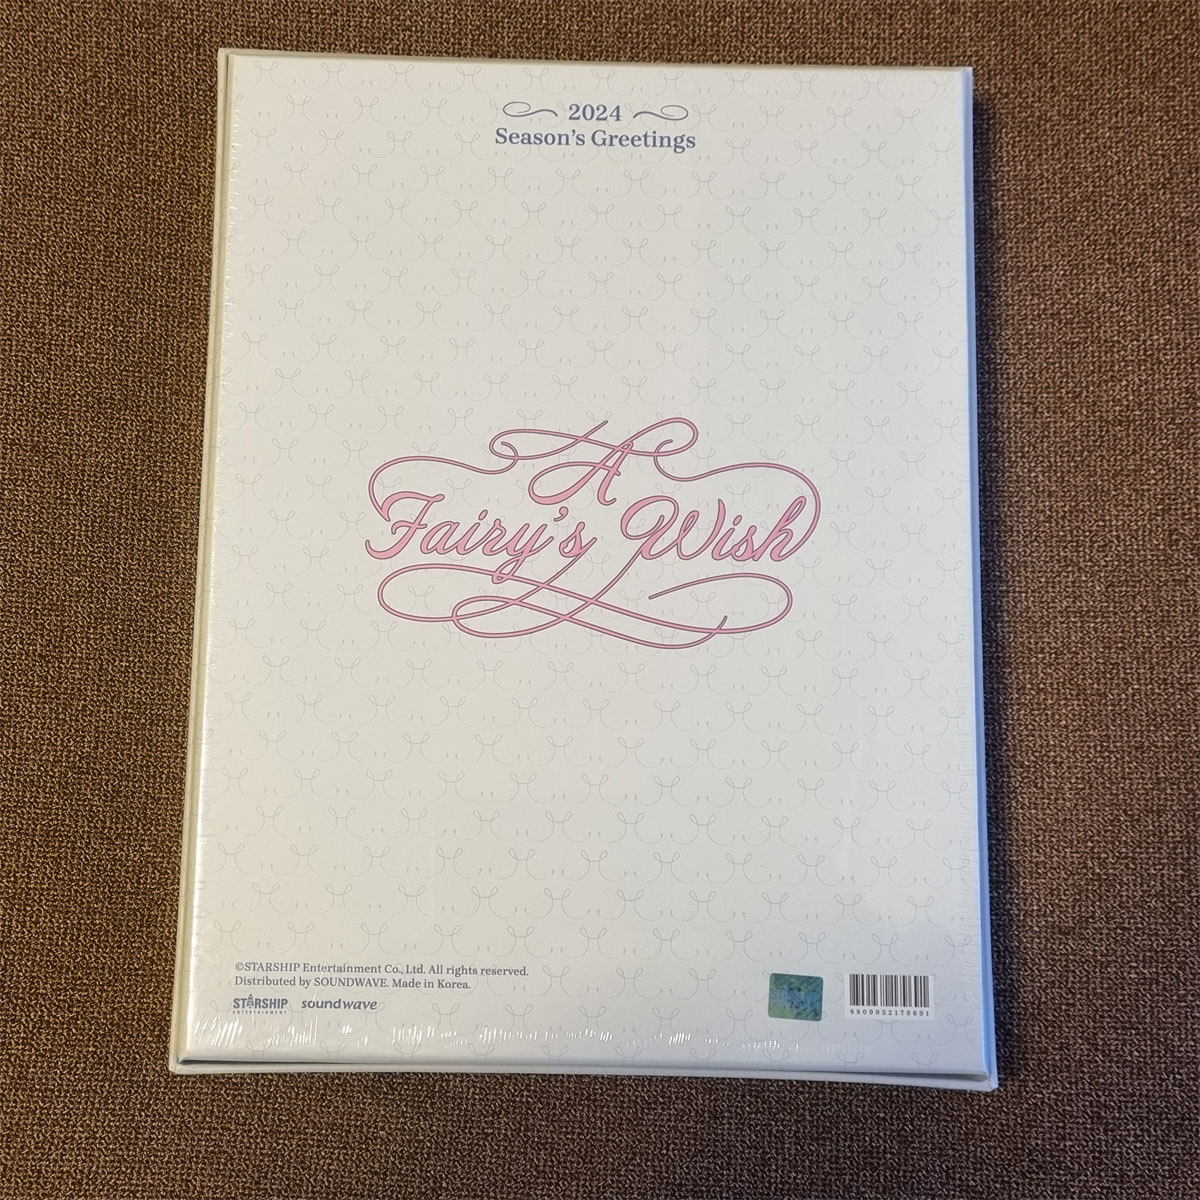 2024
Season's Greetings
A
Fairy's Wish
©STARSHIP Entertainment Co., Ltd. All rights reserved.
Distributed by SOUNDWAVE. Made in Korea.
STARSHIP soundwave
ENTERTAINMENT
8809932179691